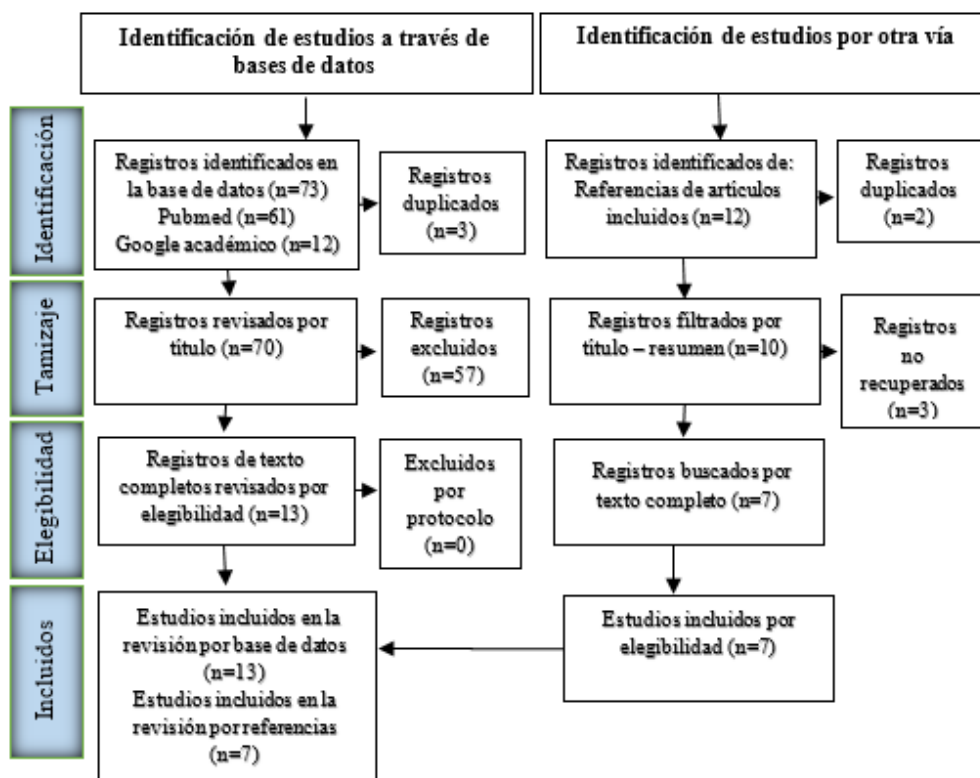 Identificación de estudios a través de
bases de datos
Identificación de estudios por otra vía
Identificación
Registros identificados en
la base de datos (n=73)
Pubmed (n=61)
Google académico (n=12)
Registros
duplicados
(n=3)
Registros identificados de:
Referencias de artículos
incluidos (n=12)
Registros
duplicados
(n=2)
Tamizaje
Registros revisados por
título (n=70)
Registros
excluidos
(n=57)
Registros filtrados por
título – resumen (n=10)
Registros
no
recuperados
(n=3)
Elegibilidad
Registros de texto
completos revisados por
elegibilidad (n=13)
Excluidos
por
protocolo
(n=0)
Registros buscados por
texto completo (n=7)
Incluidos
Estudios incluidos en la
revisión por base de datos
(n=13)
Estudios incluidos en la
revisión por referencias
(n=7)
Estudios incluidos por
elegibilidad (n=7)